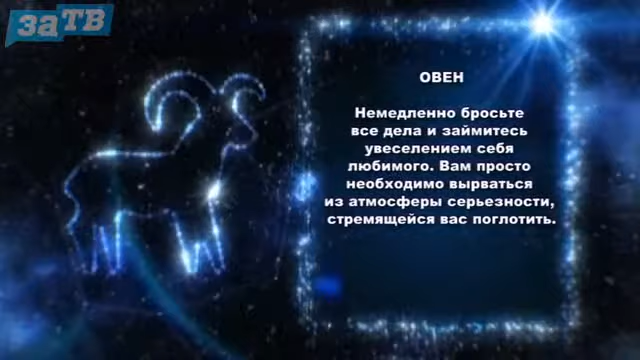 заТВ
ОВЕН
Немедленно бросьте
все дела и займитесь
увеселением себя
любимого. Вам просто
необходимо вырваться
из атмосферы серьезности,
стремящейся вас поглотить.